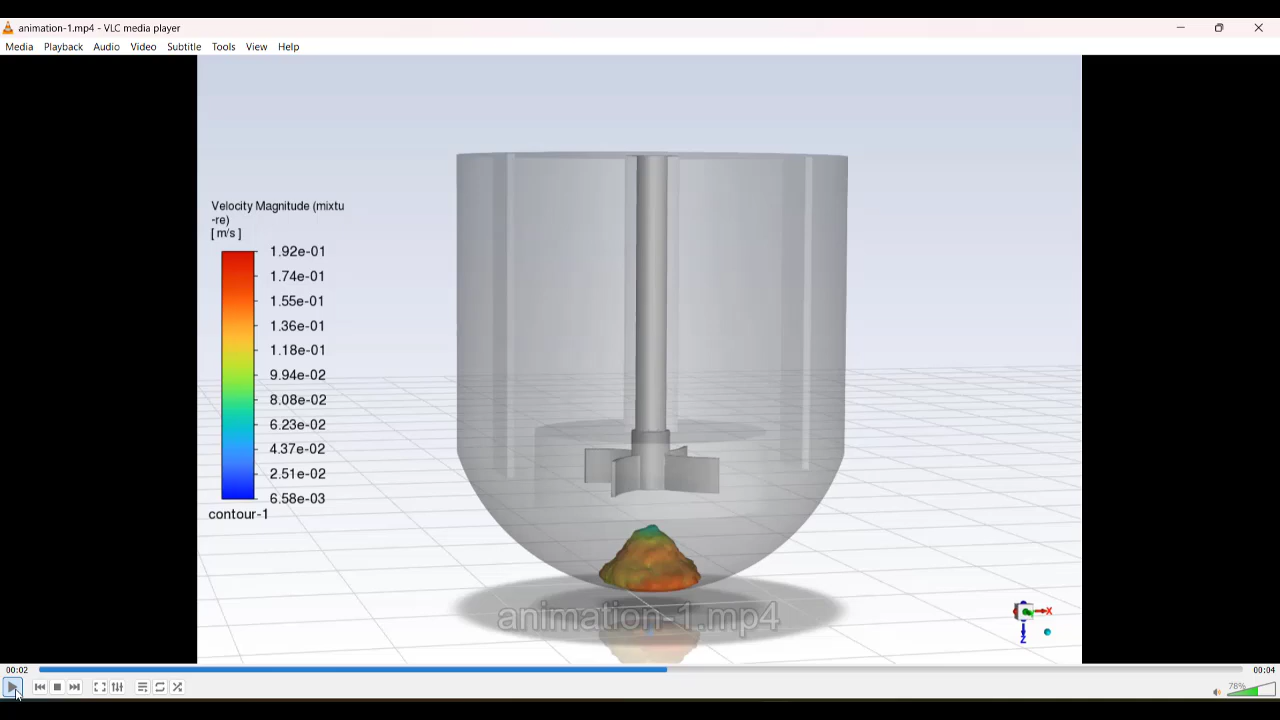 animation-1.mp4 - VLC media player
Media Playback Audio Video Subtitle Tools View Help
Velocity Magnitude (mixtu
-re)
[ m/s ]
1.92e-01
1.74e-01
1.55e-01
1.36e-01
1.18e-01
9.94e-02
8.08e-02
6.23e-02
4.37e-02
2.51e-02
6.58e-03
contour-1
animation-1.mp4
X
Z
00:02
00:04
78%